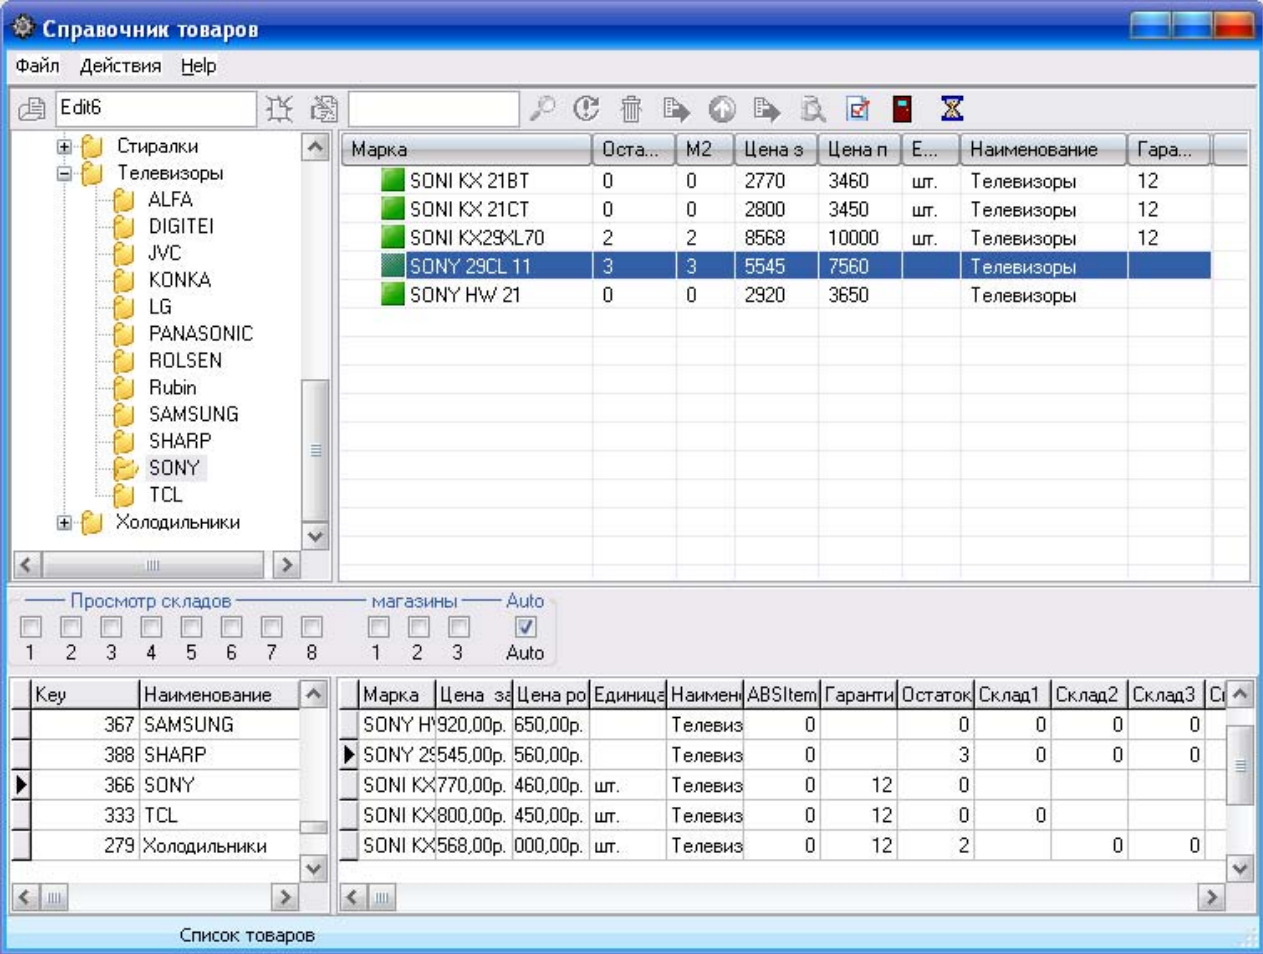 Справочник товаров
Файл Действия Help
Edit6
Стиралки
Телевизоры
ALFA
DIGITEI
JVC
KONKA
LG
PANASONIC
ROLSEN
Rubin
SAMSUNG
SHARP
SONY
TCL
Холодильники
Марка Оста... М2 Цена з Цена п Е... Наименование Гара...
SONI KX 21BT 0 0 2770 3460 шт. Телевизоры 12
SONI KX 21CT 0 0 2800 3450 шт. Телевизоры 12
SONI KX29XL70 2 2 8568 10000 шт. Телевизоры 12
SONY 29CL 11 3 3 5545 7560 Телевизоры
SONY HW 21 0 0 2920 3650 Телевизоры
Просмотр складов магазины Auto
1 2 3 4 5 6 7 8 1 2 3 Auto
Key Наименование
367 SAMSUNG
388 SHARP
366 SONY
333 TCL
279 Холодильники
Марка Цена за Цена ро Единица Наимен ABSItem Гаранти Остаток Склад1 Склад2 Склад3
SONY H 920,00р. 650,00р. Телевиз 0 0 0 0 0
SONY 29 545,00р. 560,00р. Телевиз 0 3 0 0 0
SONI KX 770,00р. 460,00р. шт. Телевиз 0 12 0
SONI KX 800,00р. 450,00р. шт. Телевиз 0 12 0 0
SONI KX 568,00р. 000,00р. шт. Телевиз 0 12 2 0 0
Список товаров